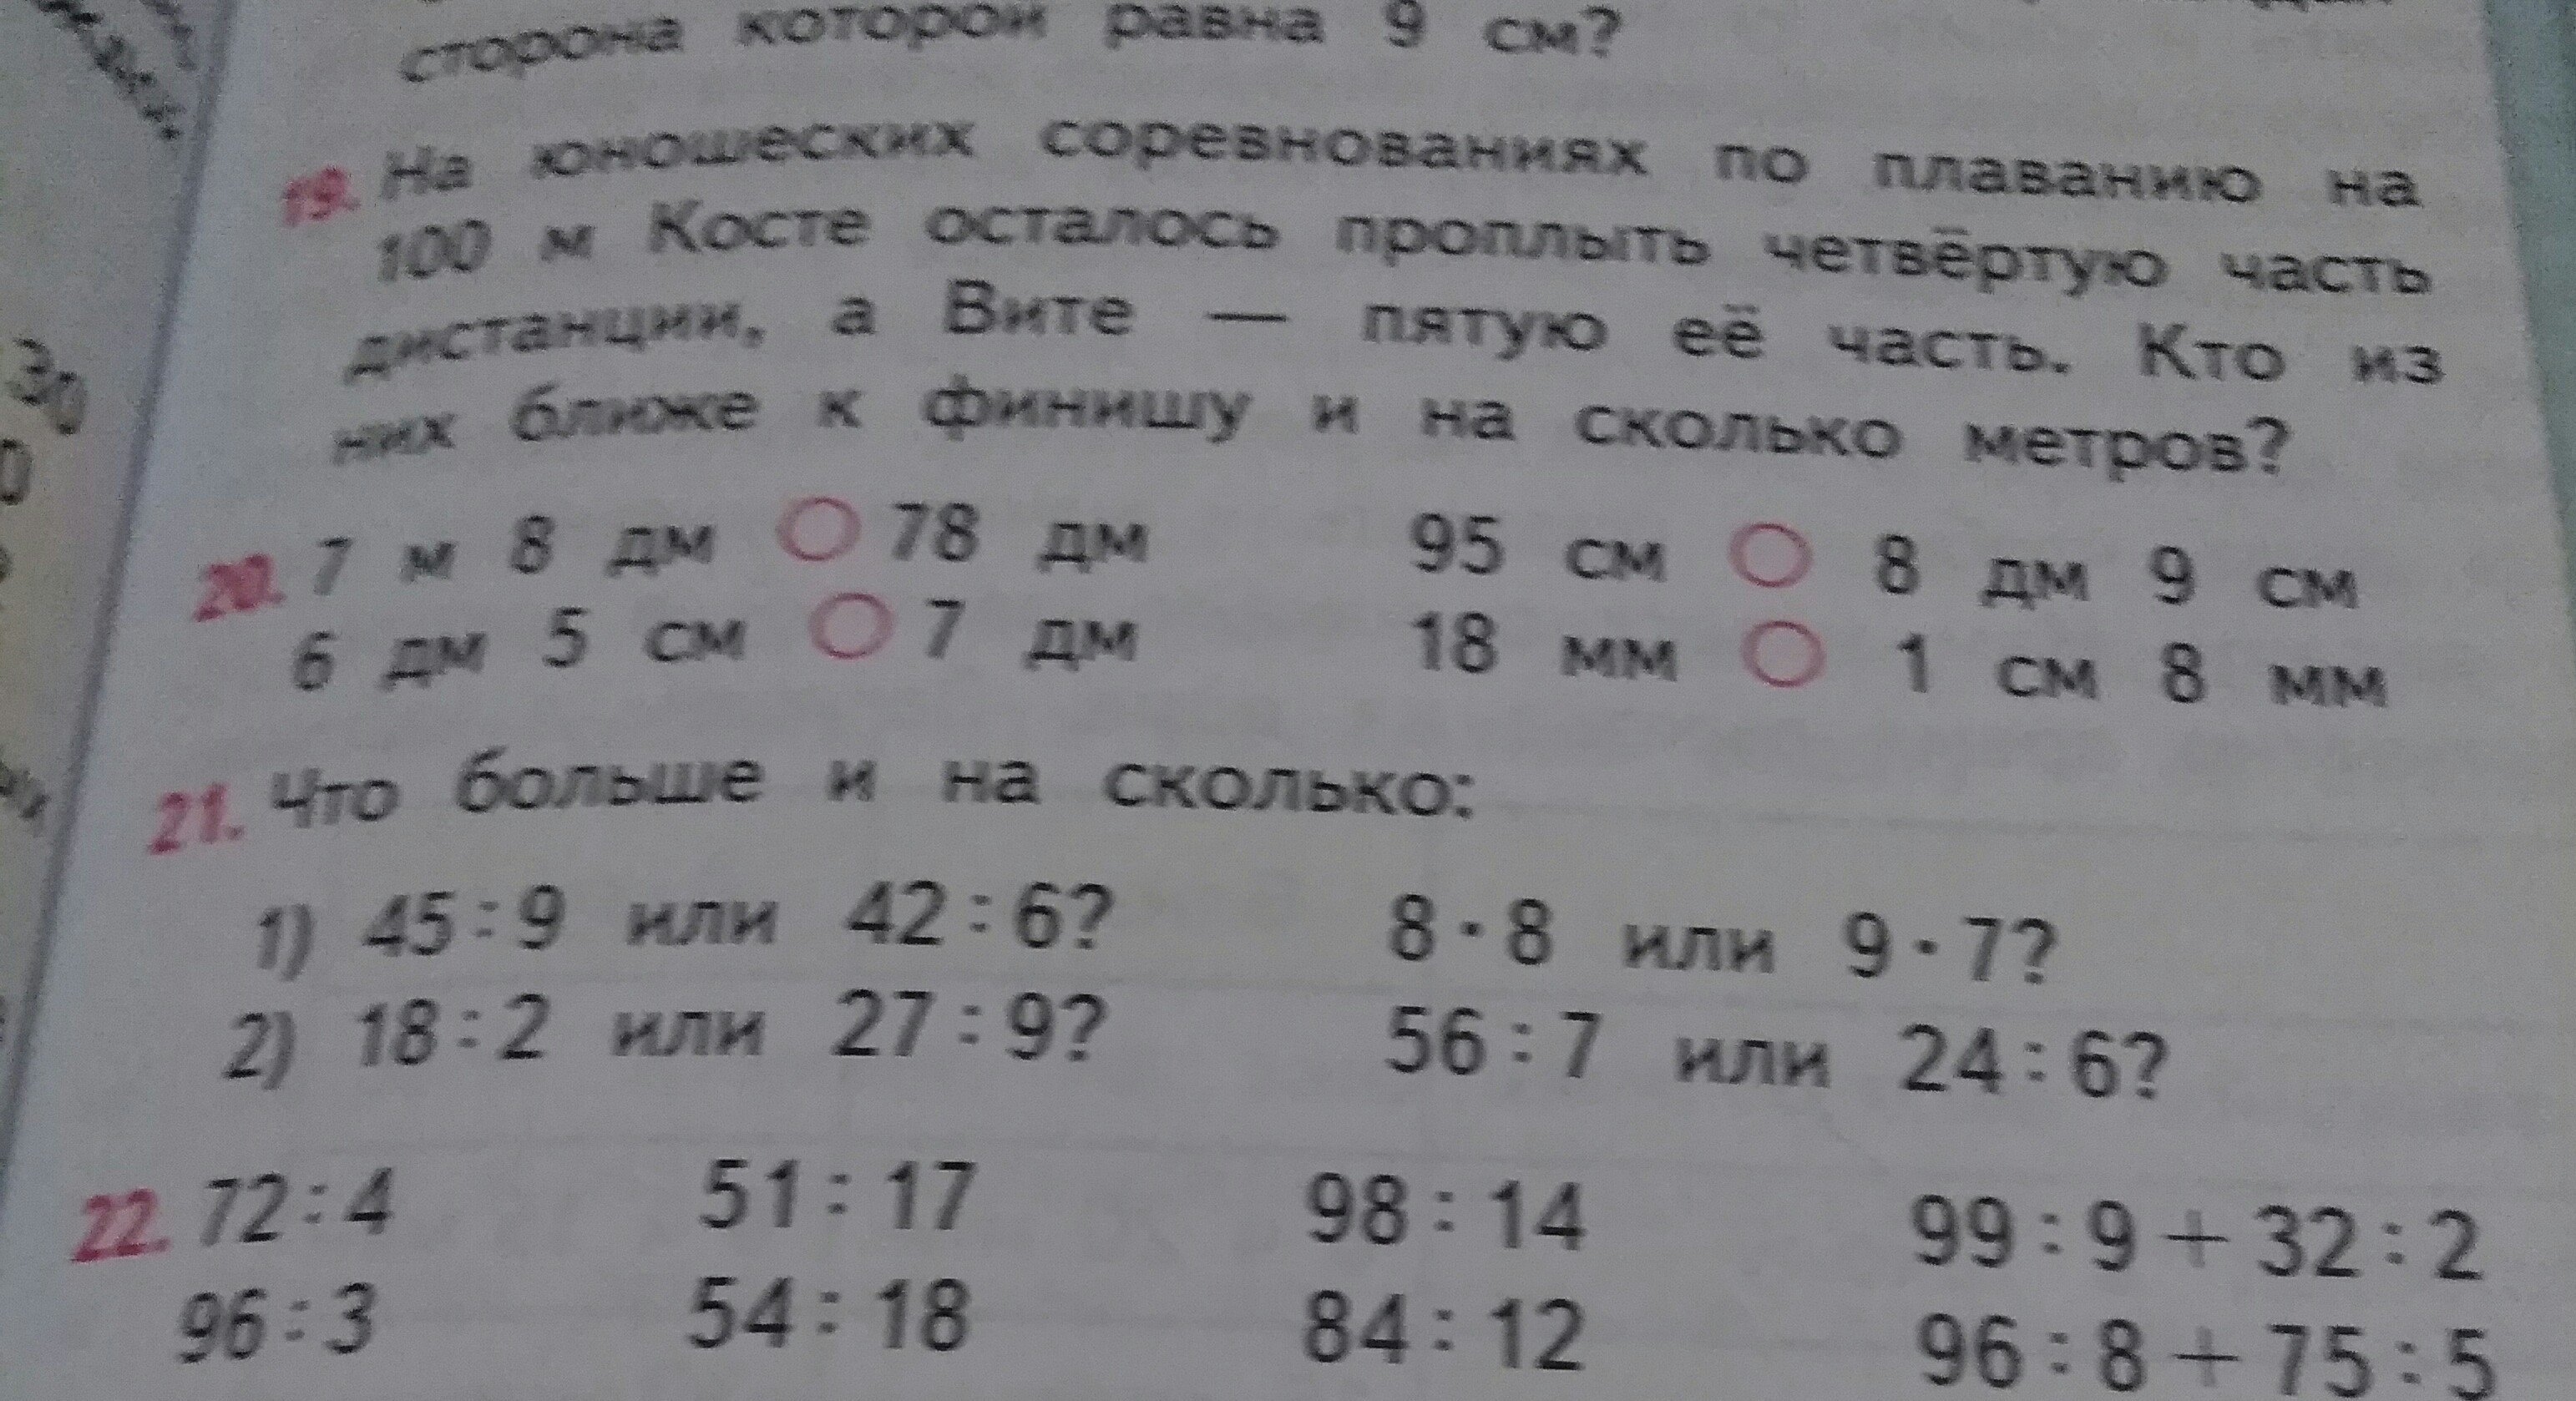 сторона которой равна 9 см?
19. На юношеских соревнованиях по плаванию на
100 м Косте осталось проплыть четвёртую часть
дистанции, а Вите — пятую её часть. Кто из
них ближе к финишу и на сколько метров?
20. 7 м 8 дм ○ 78 дм 95 см ○ 8 дм 9 см
6 дм 5 см ○ 7 дм 18 мм ○ 1 см 8 мм
21. Что больше и на сколько:
1) 45 : 9 или 42 : 6? 8 · 8 или 9 · 7?
2) 18 : 2 или 27 : 9? 56 : 7 или 24 : 6?
22. 72 : 4 51 : 17 98 : 14 99 : 9 + 32 : 2
96 : 3 54 : 18 84 : 12 96 : 8 + 75 : 5
30